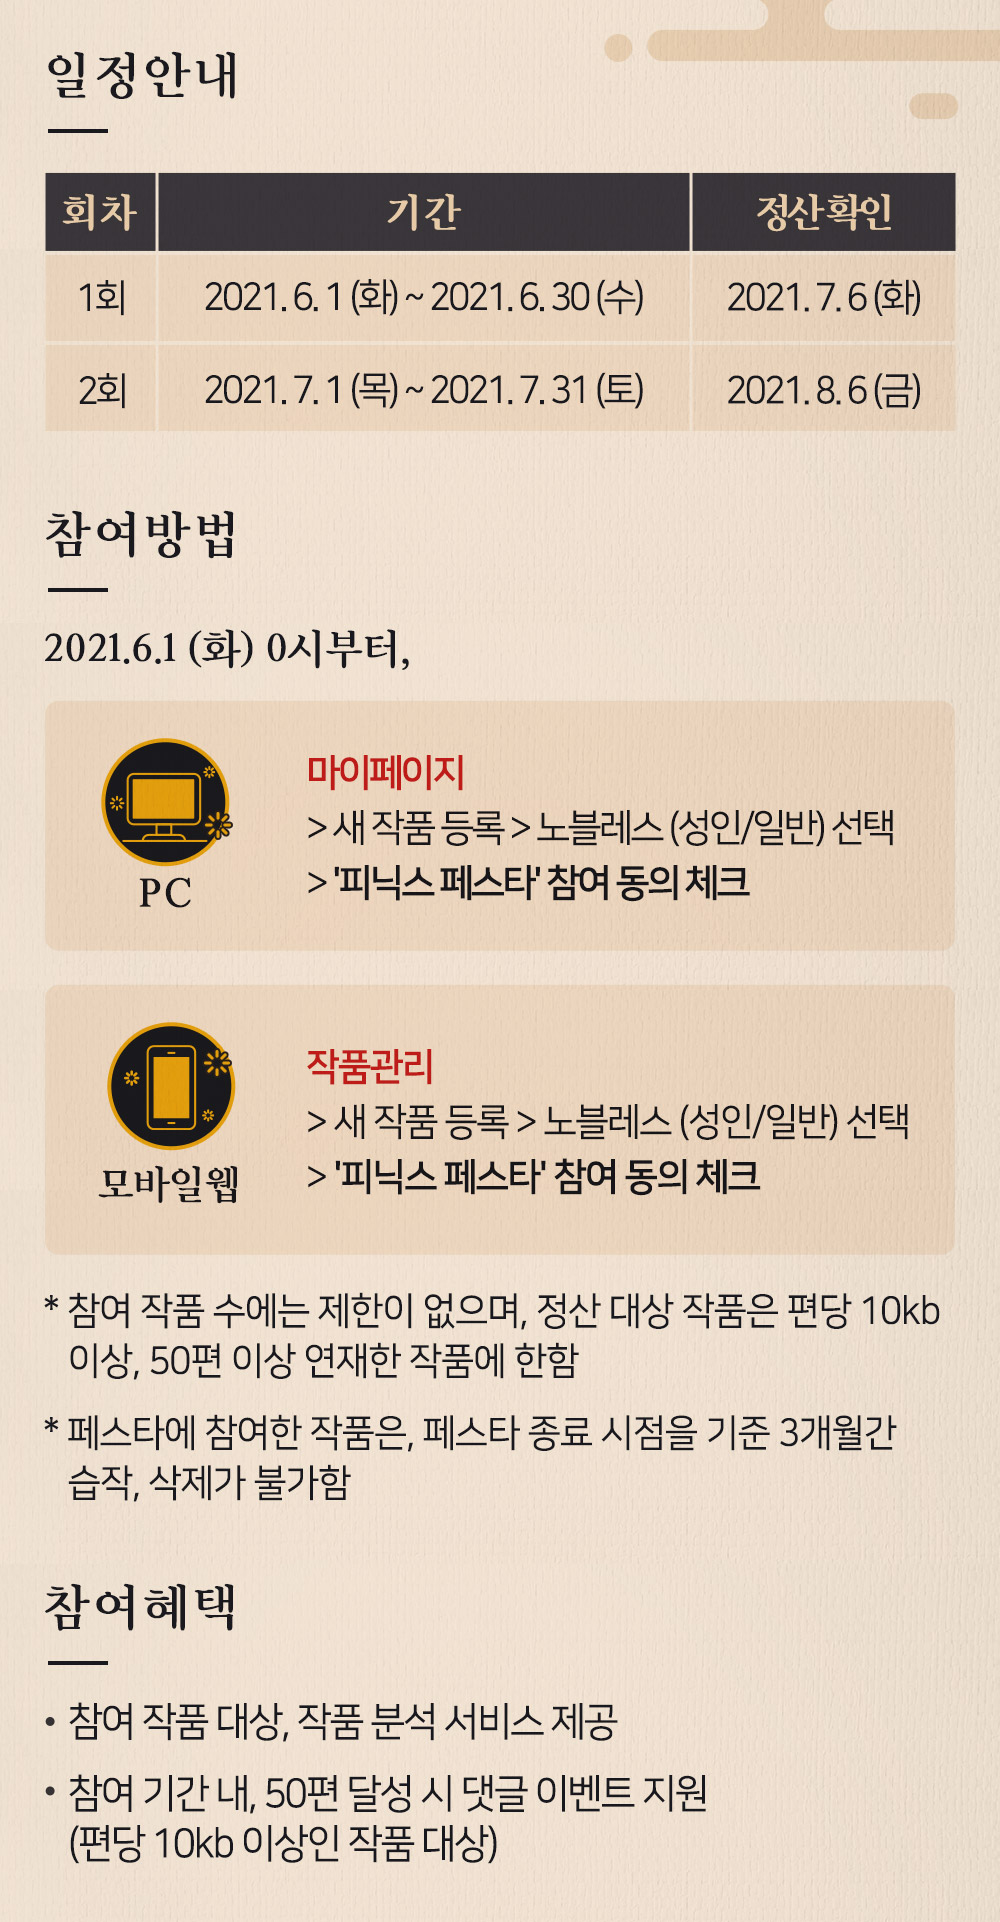 일정안내
회차 기간 정산확인
1회 2021. 6. 1 (화) ~ 2021. 6. 30 (수) 2021. 7. 6 (화)
2회 2021. 7. 1 (목) ~ 2021. 7. 31 (토) 2021. 8. 6 (금)
참여방법
2021.6.1 (화) 0시부터,
마이페이지
> 새 작품 등록 > 노블레스 (성인/일반) 선택
> '피닉스 페스타' 참여 동의 체크
PC
작품관리
> 새 작품 등록 > 노블레스 (성인/일반) 선택
> '피닉스 페스타' 참여 동의 체크
모바일웹
* 참여 작품 수에는 제한이 없으며, 정산 대상 작품은 편당 10kb
이상, 50편 이상 연재한 작품에 한함
* 페스타에 참여한 작품은, 페스타 종료 시점을 기준 3개월간
습작, 삭제가 불가함
참여혜택
• 참여 작품 대상, 작품 분석 서비스 제공
• 참여 기간 내, 50편 달성 시 댓글 이벤트 지원
(편당 10kb 이상인 작품 대상)